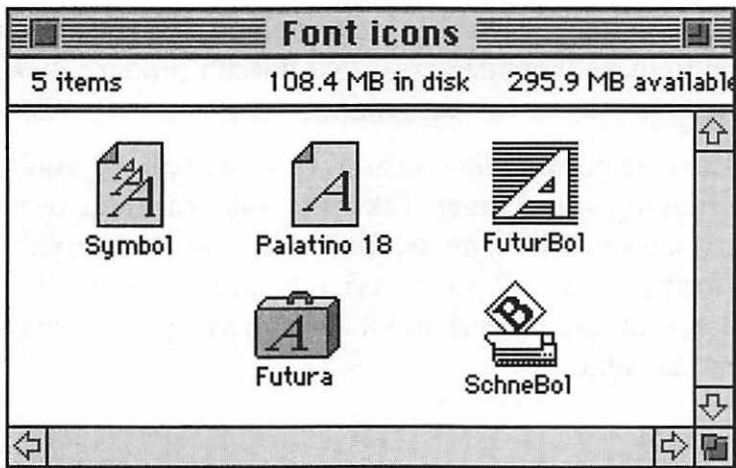 Font icons
5 items 108.4 MB in disk 295.9 MB available
Symbol Palatino 18 FuturBol
Futura SchneBol